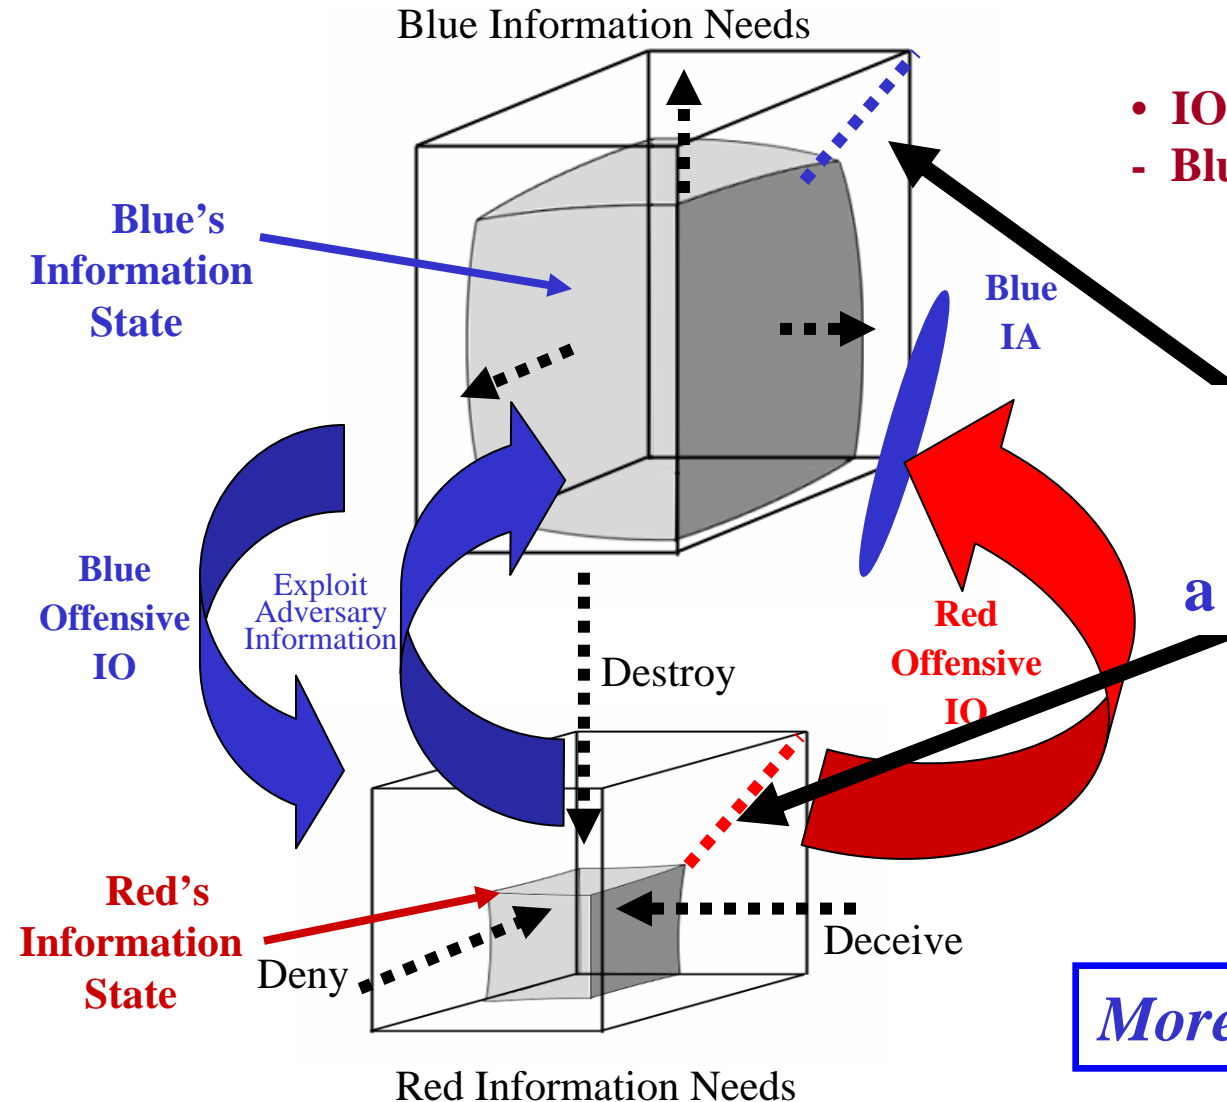 Blue Information Needs
• IO
- Blu
Blue's
Information
State
Blue
IA
Blue
Offensive
IO
Exploit
Adversary
Information
Destroy
Red
Offensive
IO
a
Red's
Information
State
Deny
Deceive
More
Red Information Needs